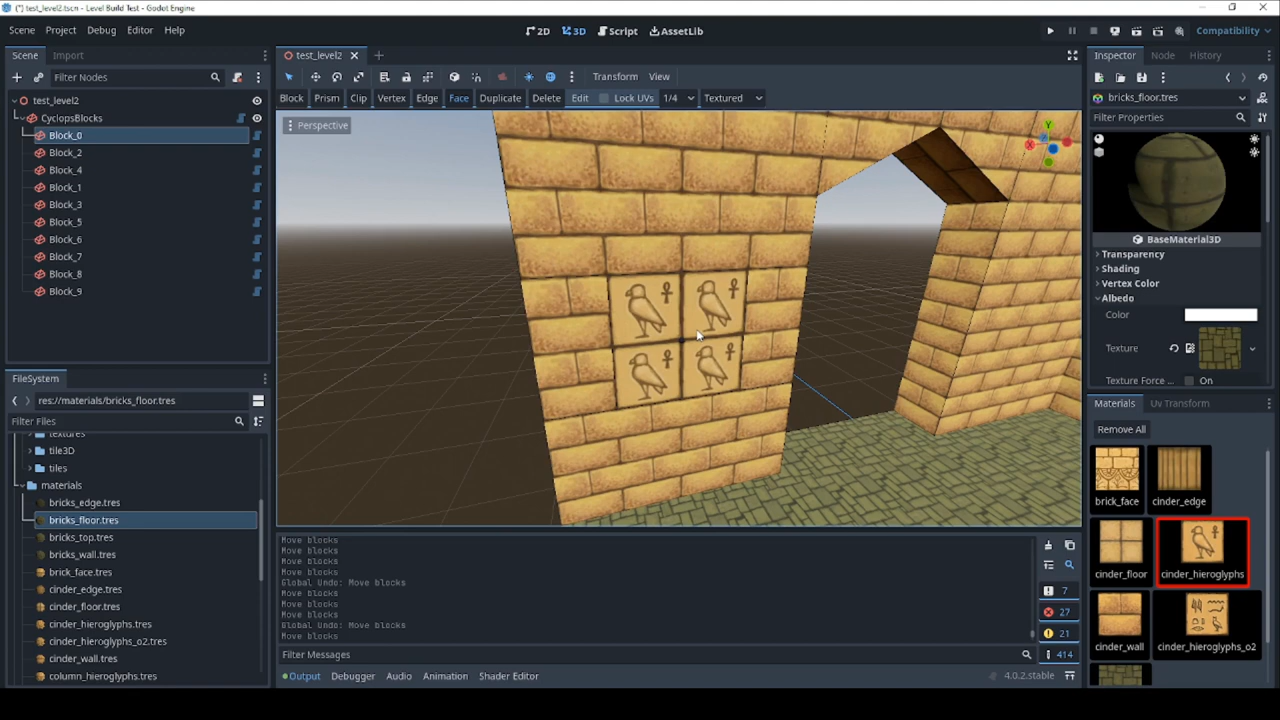 (*) test_level2.tscn - Level Build Test - Godot Engine
Scene Project Debug Editor Help
2D 3D Script AssetLib
Compatibility
Scene Import
test_level2
Inspector Node History
Filter Nodes
Transform View
Block Prism Clip Vertex Edge Face Duplicate Delete Edit Lock UVs 1/4 Textured
bricks_floor.tres
Filter Properties
test_level2
CyclopsBlocks
Block_0
Block_2
Block_4
Block_1
Block_3
Block_5
Block_6
Block_7
Block_8
Block_9
Perspective
Y
BaseMaterial3D
Transparency
Shading
Vertex Color
Albedo
Color
Texture
Texture Force ... On
FileSystem
res://materials/bricks_floor.tres
Filter Files
textures
tile3D
tiles
materials
bricks_edge.tres
bricks_floor.tres
bricks_top.tres
bricks_wall.tres
brick_face.tres
cinder_edge.tres
cinder_floor.tres
cinder_hieroglyphs.tres
cinder_hieroglyphs_o2.tres
cinder_wall.tres
column_hieroglyphs.tres
Materials Uv Transform
Remove All
brick_face cinder_edge
cinder_floor cinder_hieroglyphs
cinder_wall cinder_hieroglyphs_o2
Move blocks
Move blocks
Move blocks
Move blocks
Global Undo: Move blocks
Move blocks
Move blocks
Move blocks
Global Undo: Move blocks
Move blocks
7
27
21
414
Filter Messages
Output Debugger Audio Animation Shader Editor
4.0.2.stable